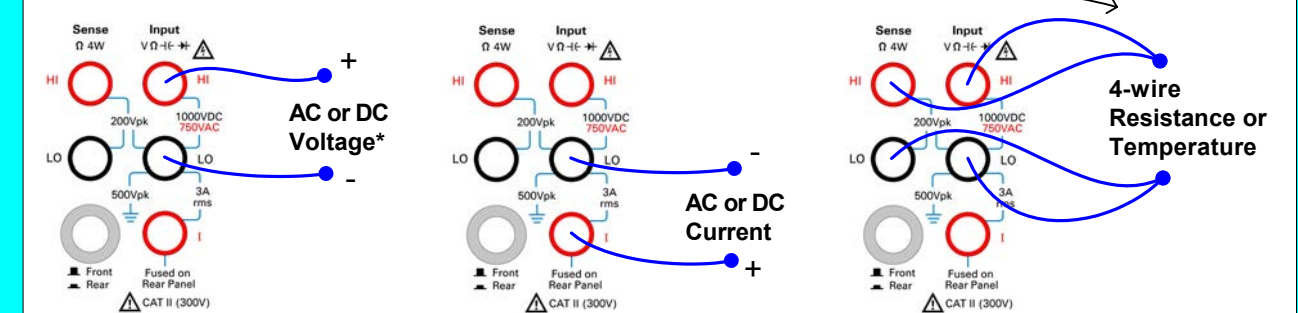 Sense Input
Ω 4W V Ω ⊣⊢ ➔|
HI HI
+
200Vpk 1000VDC
750VAC
AC or DC
Voltage*
LO LO
-
500Vpk 3A
rms
I
Front
Rear
Fused on
Rear Panel
CAT II (300V)
Sense Input
Ω 4W V Ω ⊣⊢ ➔|
HI HI
200Vpk 1000VDC
750VAC
LO LO
-
500Vpk 3A
rms
AC or DC
Current
I
+
Front
Rear
Fused on
Rear Panel
CAT II (300V)
Sense Input
Ω 4W V Ω ⊣⊢ ➔|
HI HI
200Vpk 1000VDC
750VAC
4-wire
Resistance or
Temperature
LO LO
500Vpk 3A
rms
I
Front
Rear
Fused on
Rear Panel
CAT II (300V)